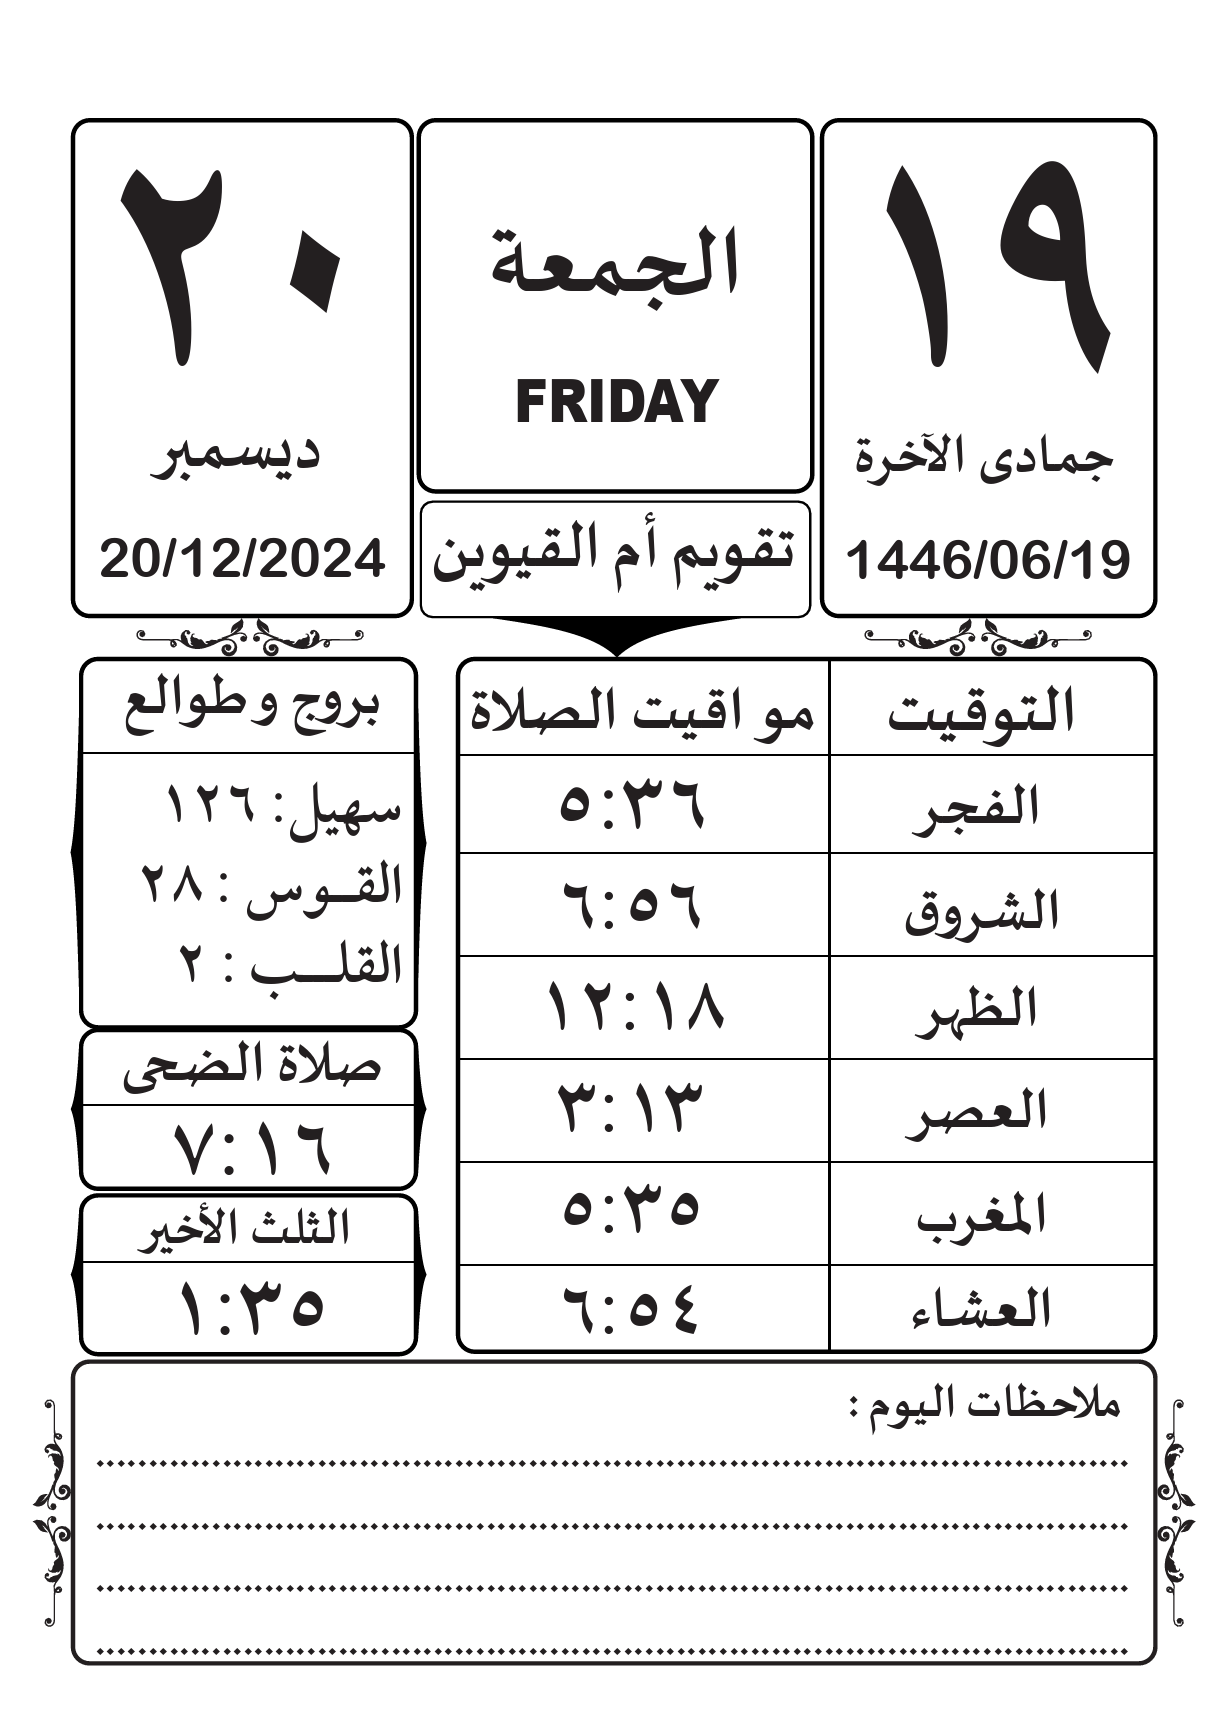 ١٩
جمادى الآخرة
1446/06/19
الجمعة
FRIDAY
تقويم أم القيوين
٢٠
ديسمبر
20/12/2024
التوقيت مو اقيت الصلاة
الفجر ٥:٣٦
الشروق ٦:٥٦
الظهر ١٢:١٨
العصر ٣:١٣
المغرب ٥:٣٥
العشاء ٦:٥٤
بروج وطوالع
سهيل: ١٢٦
القـوس : ٢٨
القلـب : ٢
صلاة الضحى
٧:١٦
الثلث الأخير
١:٣٥
ملاحظات اليوم :